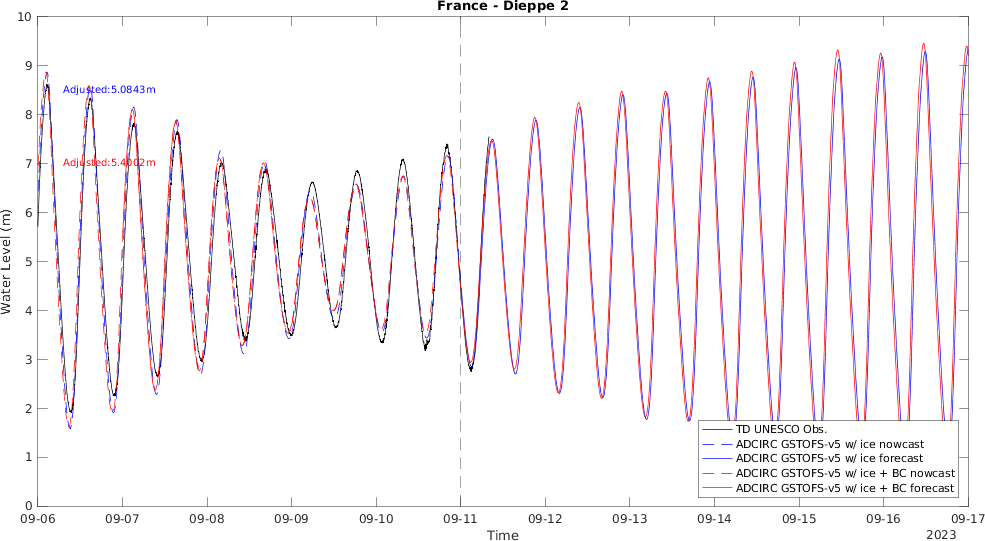 France - Dieppe 2
10
9
8
7
6
5
4
3
2
1
0
Water Level (m)
Adjusted:5.0843m
Adjusted:5.4002m
TD UNESCO Obs.
ADCIRC GSTOFS-v5 w/ ice nowcast
ADCIRC GSTOFS-v5 w/ ice forecast
ADCIRC GSTOFS-v5 w/ ice + BC nowcast
ADCIRC GSTOFS-v5 w/ ice + BC forecast
09-06 09-07 09-08 09-09 09-10 09-11 09-12 09-13 09-14 09-15 09-16 09-17
Time
2023